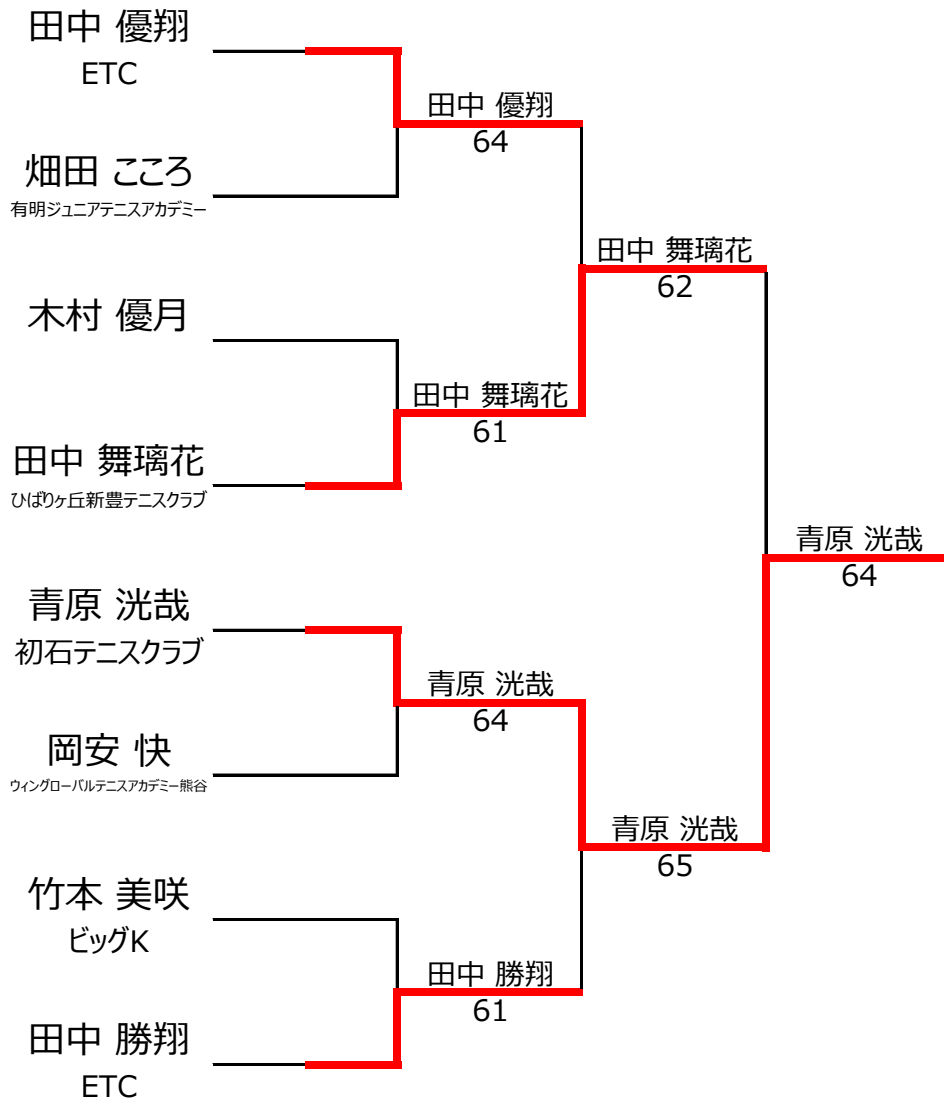 田中 優翔
ETC
田中 優翔
64
畑田 こころ
有明ジュニアテニスアカデミー
田中 舞璃花
62
木村 優月
田中 舞璃花
61
田中 舞璃花
ひばりヶ丘新豊テニスクラブ
青原 洸哉
64
青原 洸哉
初石テニスクラブ
青原 洸哉
64
岡安 快
ウィングローバルテニスアカデミー熊谷
青原 洸哉
65
竹本 美咲
ビッグK
田中 勝翔
61
田中 勝翔
ETC